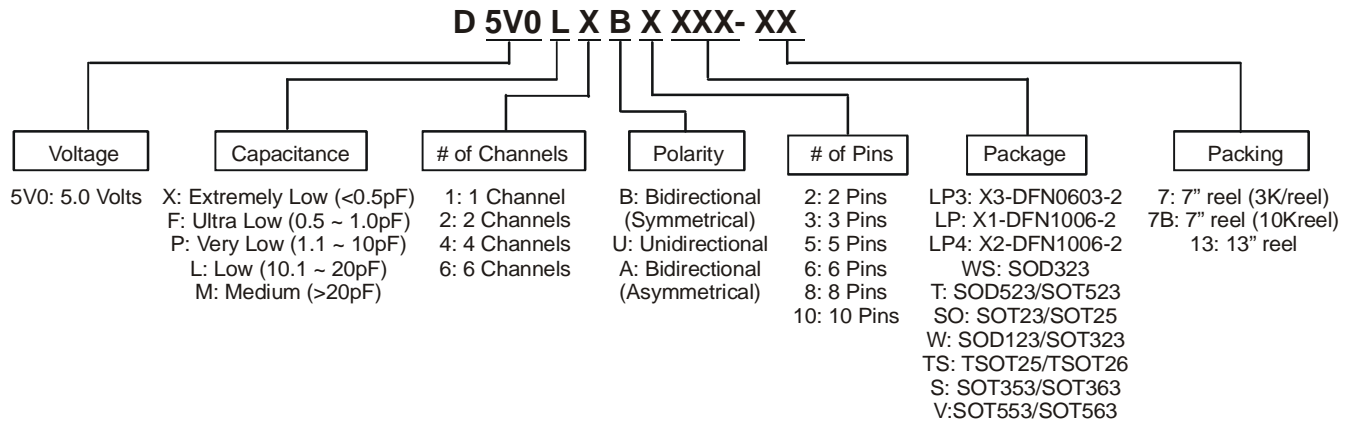 D 5V0 L X B X XXX- XX
Voltage
5V0: 5.0 Volts
Capacitance
X: Extremely Low (<0.5pF)
F: Ultra Low (0.5 ~ 1.0pF)
P: Very Low (1.1 ~ 10pF)
L: Low (10.1 ~ 20pF)
M: Medium (>20pF)
# of Channels
1: 1 Channel
2: 2 Channels
4: 4 Channels
6: 6 Channels
Polarity
B: Bidirectional
(Symmetrical)
U: Unidirectional
A: Bidirectional
(Asymmetrical)
# of Pins
2: 2 Pins
3: 3 Pins
5: 5 Pins
6: 6 Pins
8: 8 Pins
10: 10 Pins
Package
LP3: X3-DFN0603-2
LP: X1-DFN1006-2
LP4: X2-DFN1006-2
WS: SOD323
T: SOD523/SOT523
SO: SOT23/SOT25
W: SOD123/SOT323
TS: TSOT25/TSOT26
S: SOT353/SOT363
V:SOT553/SOT563
Packing
7: 7” reel (3K/reel)
7B: 7” reel (10Kreel)
13: 13” reel